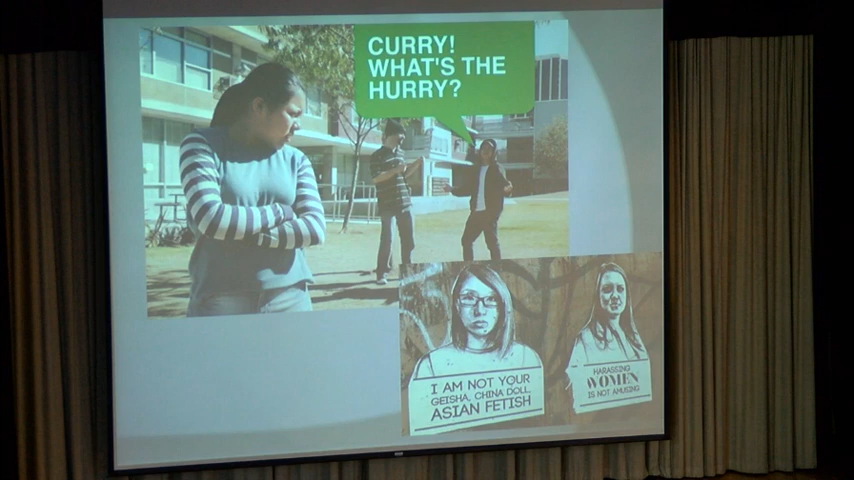 CURRY!
WHAT'S THE
HURRY?
I AM NOT YOUR
GEISHA, CHINA DOLL,
ASIAN FETISH
HARASSING
WOMEN
IS NOT AMUSING